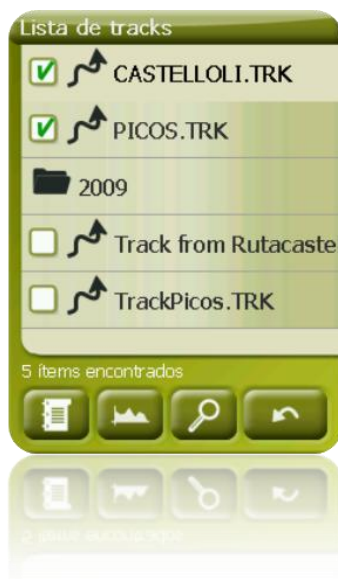 Lista de tracks
CASTELLOLI.TRK
PICOS.TRK
2009
Track from Rutacaste
TrackPicos.TRK
5 ítems encontrados